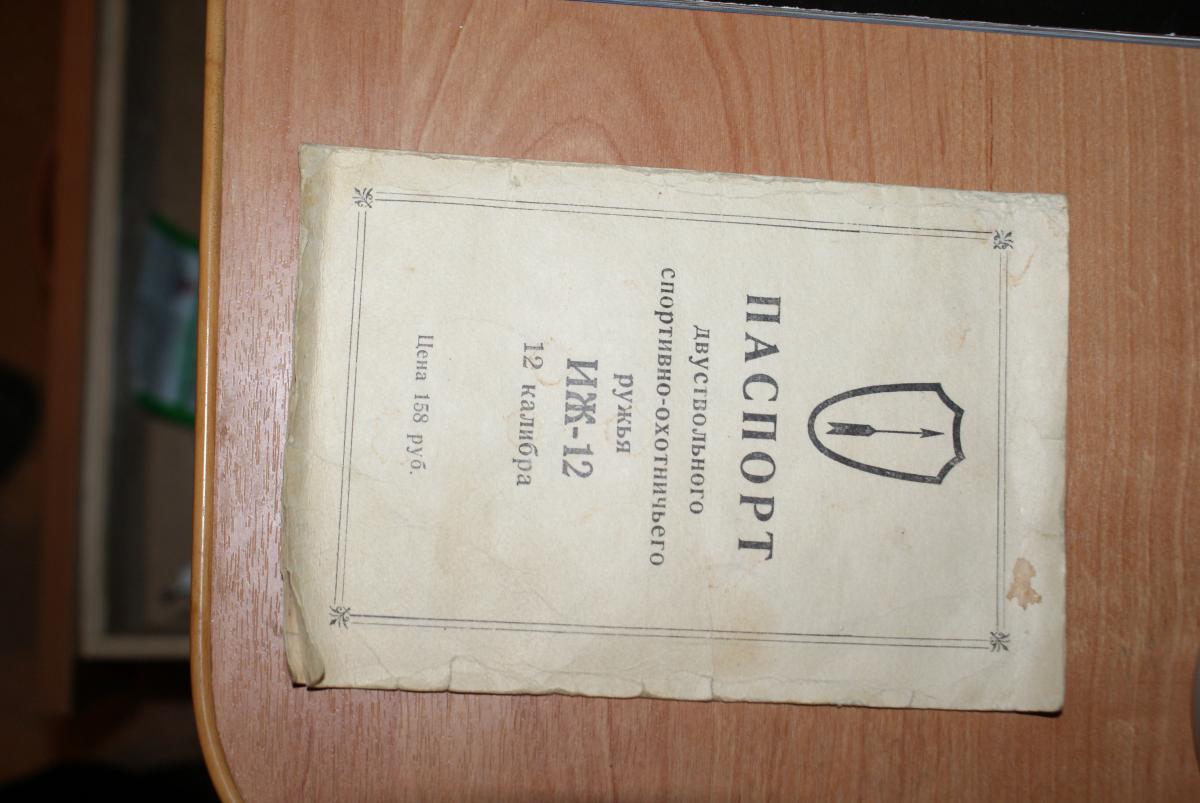 ПАСПОРТ
двуствольного
спортивно-охотничьего
ружья
ИЖ-12
12 калибра
Цена 158 руб.